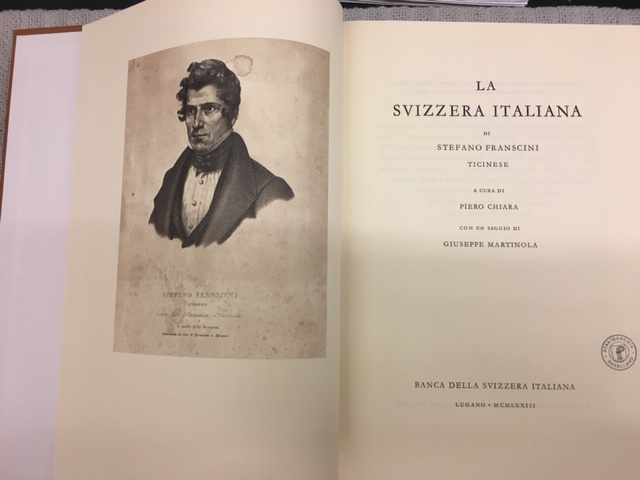 STEFANO FRANSCINI
LA
SVIZZERA ITALIANA
DI
STEFANO FRANSCINI
TICINESE
A CURA DI
PIERO CHIARA
CON UN SAGGIO DI
GIUSEPPE MARTINOLA
BANCA DELLA SVIZZERA ITALIANA
LUGANO • MCMLXXIII